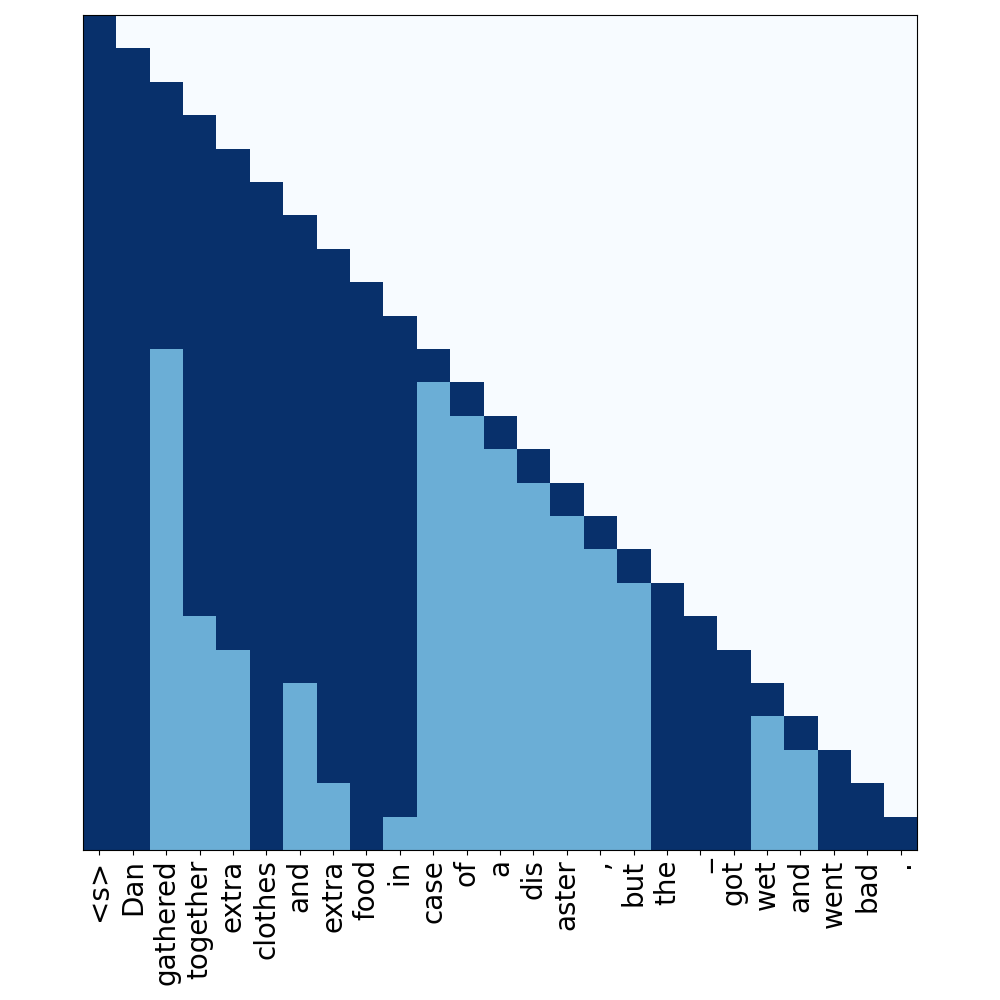 <s>
Dan
gathered
together
extra
clothes
and
extra
food
in
case
of
a
dis
aster
,
but
the
_
got
wet
and
went
bad
.